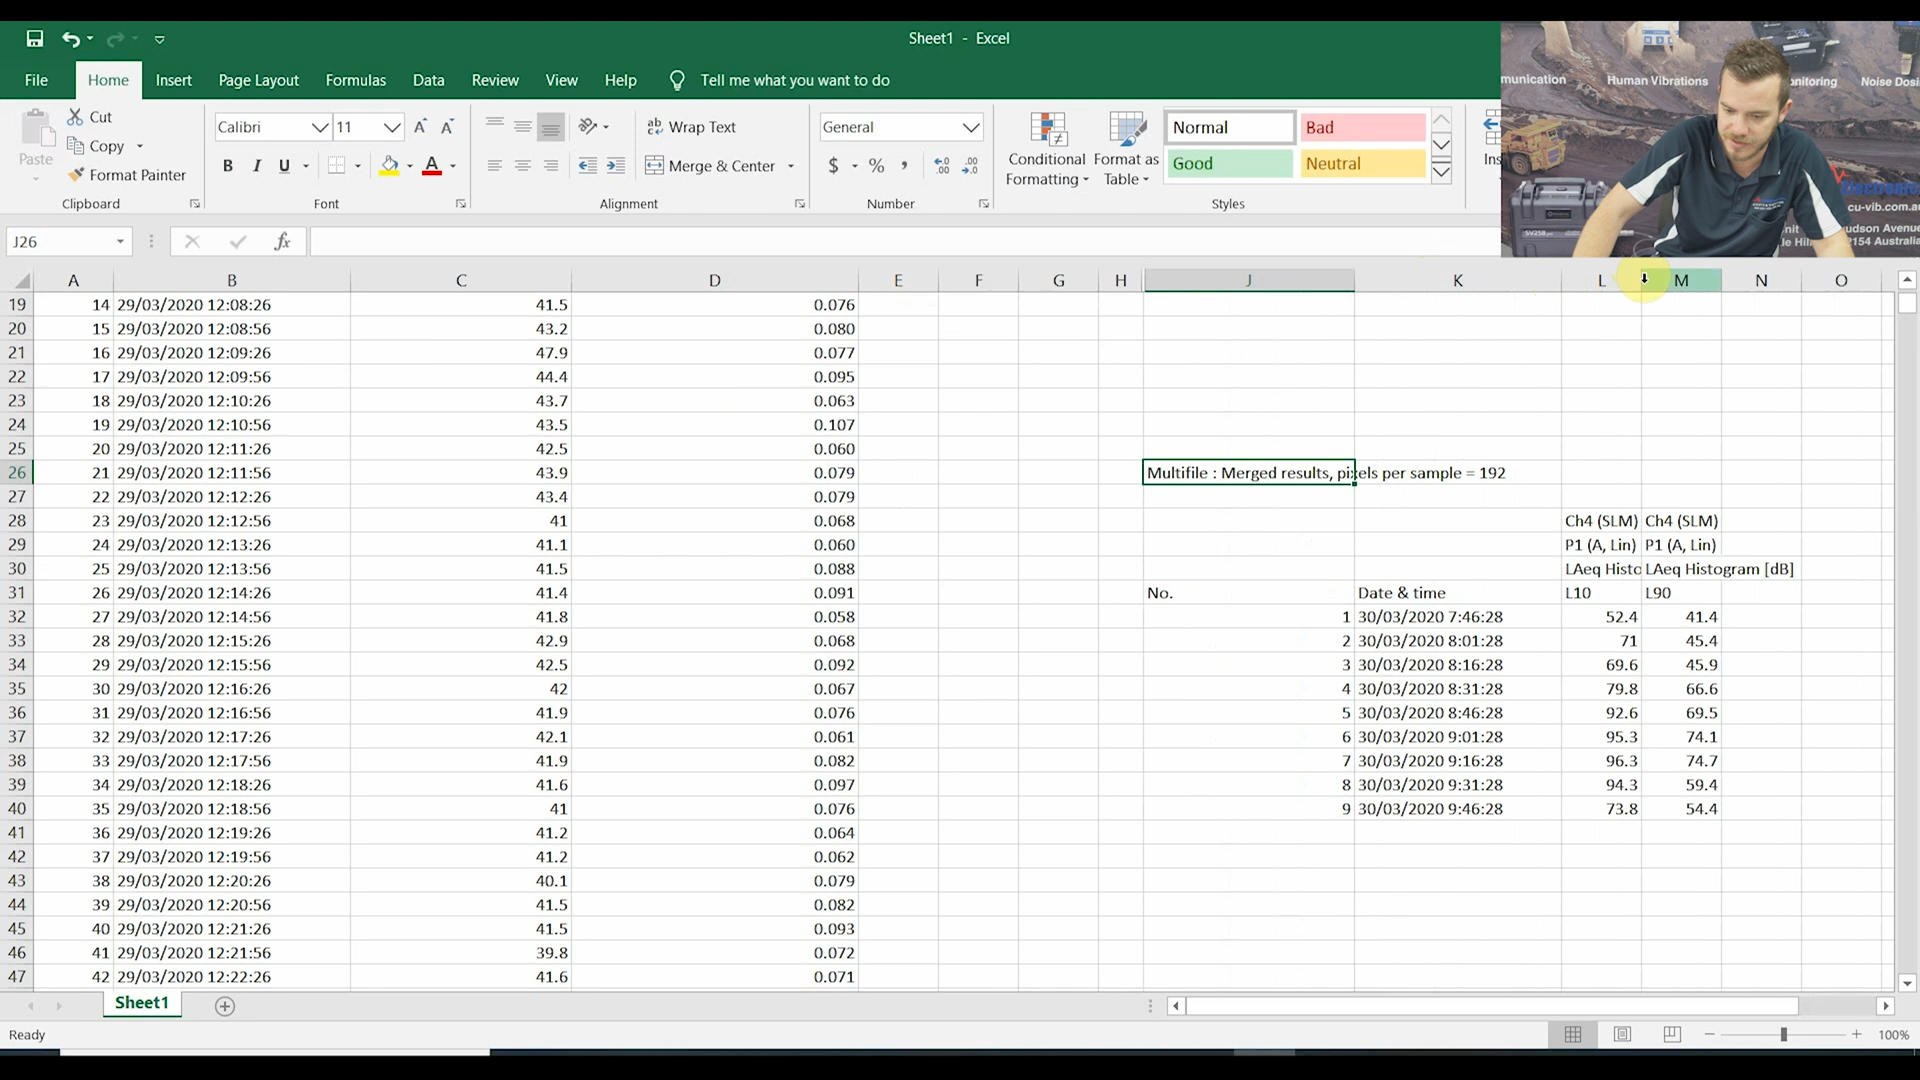 Sheet1 - Excel
File Home Insert Page Layout Formulas Data Review View Help Tell me what you want to do
munication Human Vibrations onitoring Noise Dosi
Paste
Cut
Copy
Format Painter
Clipboard
Calibri 11
B I U
Font
Wrap Text
Merge & Center
Alignment
General
$ % ,
Number
Conditional Formatting
Format as Table
Normal Bad
Good Neutral
Styles
Ins
cu-vib.com.a
udson Avenue
le Hil 2154 Australia
J26
fx
A B C D E F G H J K L M N O
19 14 29/03/2020 12:08:26 41.5 0.076
20 15 29/03/2020 12:08:56 43.2 0.080
21 16 29/03/2020 12:09:26 47.9 0.077
22 17 29/03/2020 12:09:56 44.4 0.095
23 18 29/03/2020 12:10:26 43.7 0.063
24 19 29/03/2020 12:10:56 43.5 0.107
25 20 29/03/2020 12:11:26 42.5 0.060
26 21 29/03/2020 12:11:56 43.9 0.079 Multifile : Merged results, pixels per sample = 192
27 22 29/03/2020 12:12:26 43.4 0.079
28 23 29/03/2020 12:12:56 41 0.068 Ch4 (SLM) Ch4 (SLM)
29 24 29/03/2020 12:13:26 41.1 0.060 P1 (A, Lin) P1 (A, Lin)
30 25 29/03/2020 12:13:56 41.5 0.088 LAeq Histo LAeq Histogram [dB]
31 26 29/03/2020 12:14:26 41.4 0.091 No. Date & time L10 L90
32 27 29/03/2020 12:14:56 41.8 0.058 1 30/03/2020 7:46:28 52.4 41.4
33 28 29/03/2020 12:15:26 42.9 0.068 2 30/03/2020 8:01:28 71 45.4
34 29 29/03/2020 12:15:56 42.5 0.092 3 30/03/2020 8:16:28 69.6 45.9
35 30 29/03/2020 12:16:26 42 0.067 4 30/03/2020 8:31:28 79.8 66.6
36 31 29/03/2020 12:16:56 41.9 0.076 5 30/03/2020 8:46:28 92.6 69.5
37 32 29/03/2020 12:17:26 42.1 0.061 6 30/03/2020 9:01:28 95.3 74.1
38 33 29/03/2020 12:17:56 41.9 0.082 7 30/03/2020 9:16:28 96.3 74.7
39 34 29/03/2020 12:18:26 41.6 0.097 8 30/03/2020 9:31:28 94.3 59.4
40 35 29/03/2020 12:18:56 41 0.076 9 30/03/2020 9:46:28 73.8 54.4
41 36 29/03/2020 12:19:26 41.2 0.064
42 37 29/03/2020 12:19:56 41.2 0.062
43 38 29/03/2020 12:20:26 40.1 0.079
44 39 29/03/2020 12:20:56 41.5 0.082
45 40 29/03/2020 12:21:26 41.5 0.093
46 41 29/03/2020 12:21:56 39.8 0.072
47 42 29/03/2020 12:22:26 41.6 0.071
Sheet1
Ready 100%